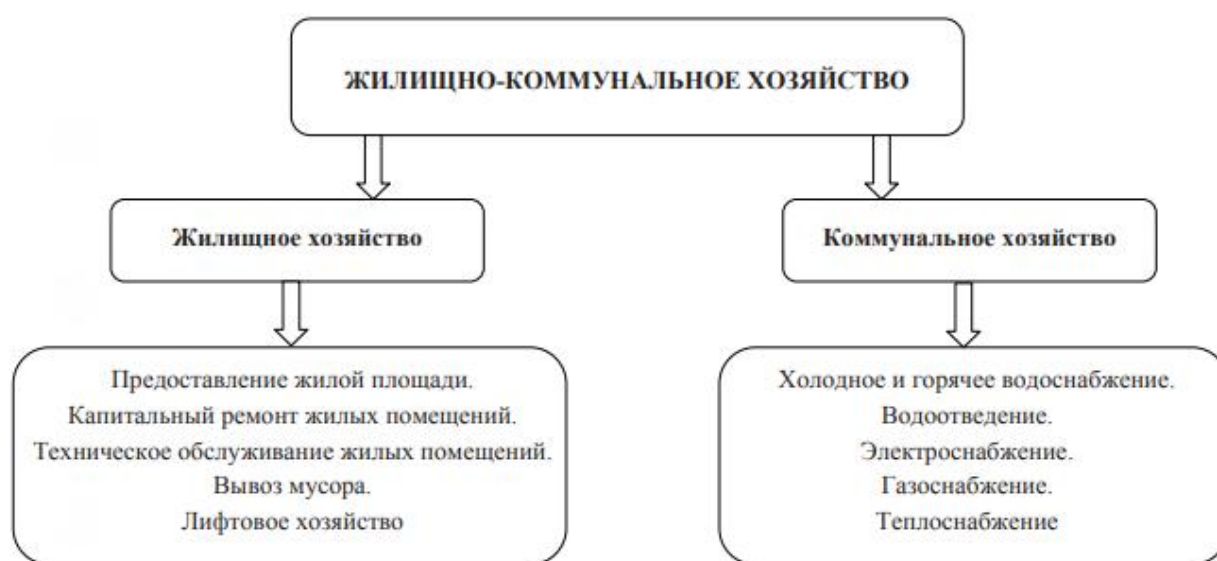 ЖИЛИЩНО-КОММУНАЛЬНОЕ ХОЗЯЙСТВО
Жилищное хозяйство
Коммунальное хозяйство
Предоставление жилой площади.
Капитальный ремонт жилых помещений.
Техническое обслуживание жилых помещений.
Вывоз мусора.
Лифтовое хозяйство
Холодное и горячее водоснабжение.
Водоотведение.
Электроснабжение.
Газоснабжение.
Теплоснабжение